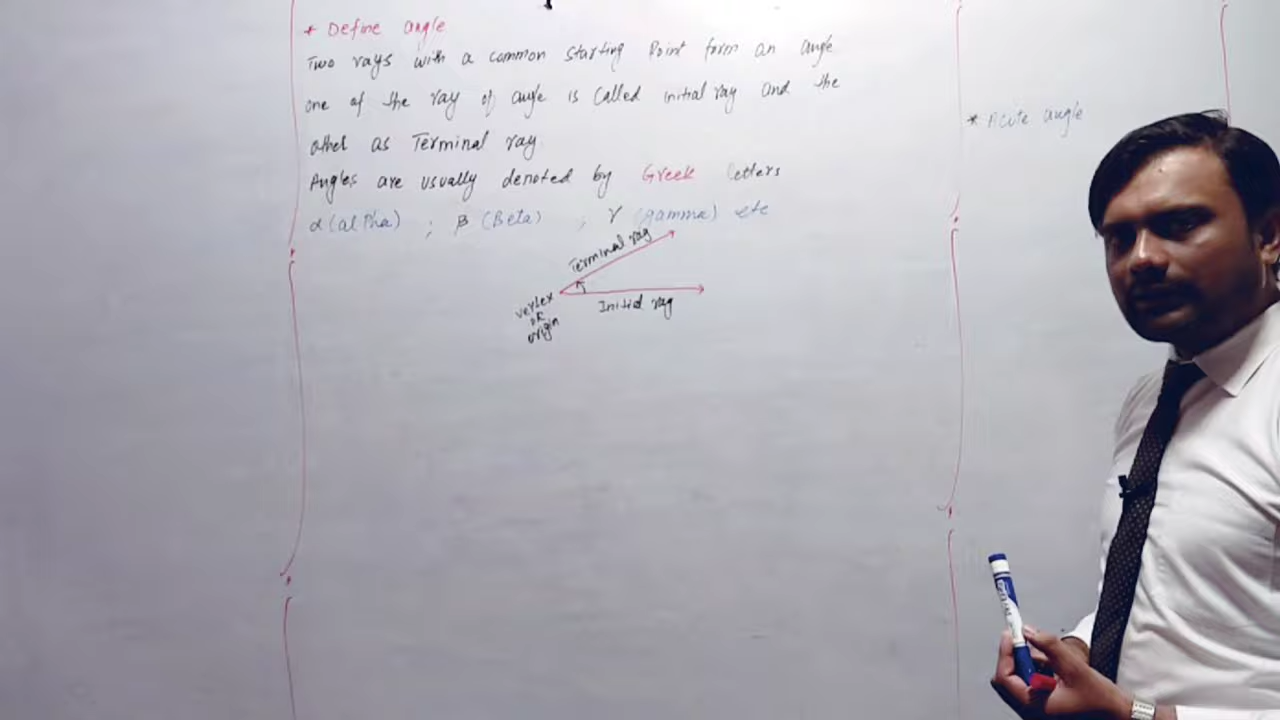 * Define angle
Two rays with a common starting Point form an angle
one of the ray of angle is called initial ray and the
other as Terminal ray
Angles are usually denoted by Greek letters
α (alPha) ; β (Beta) ; γ (gamma) etc
Terminal ray
Initial ray
vertex
OR
origin
* Acute angle